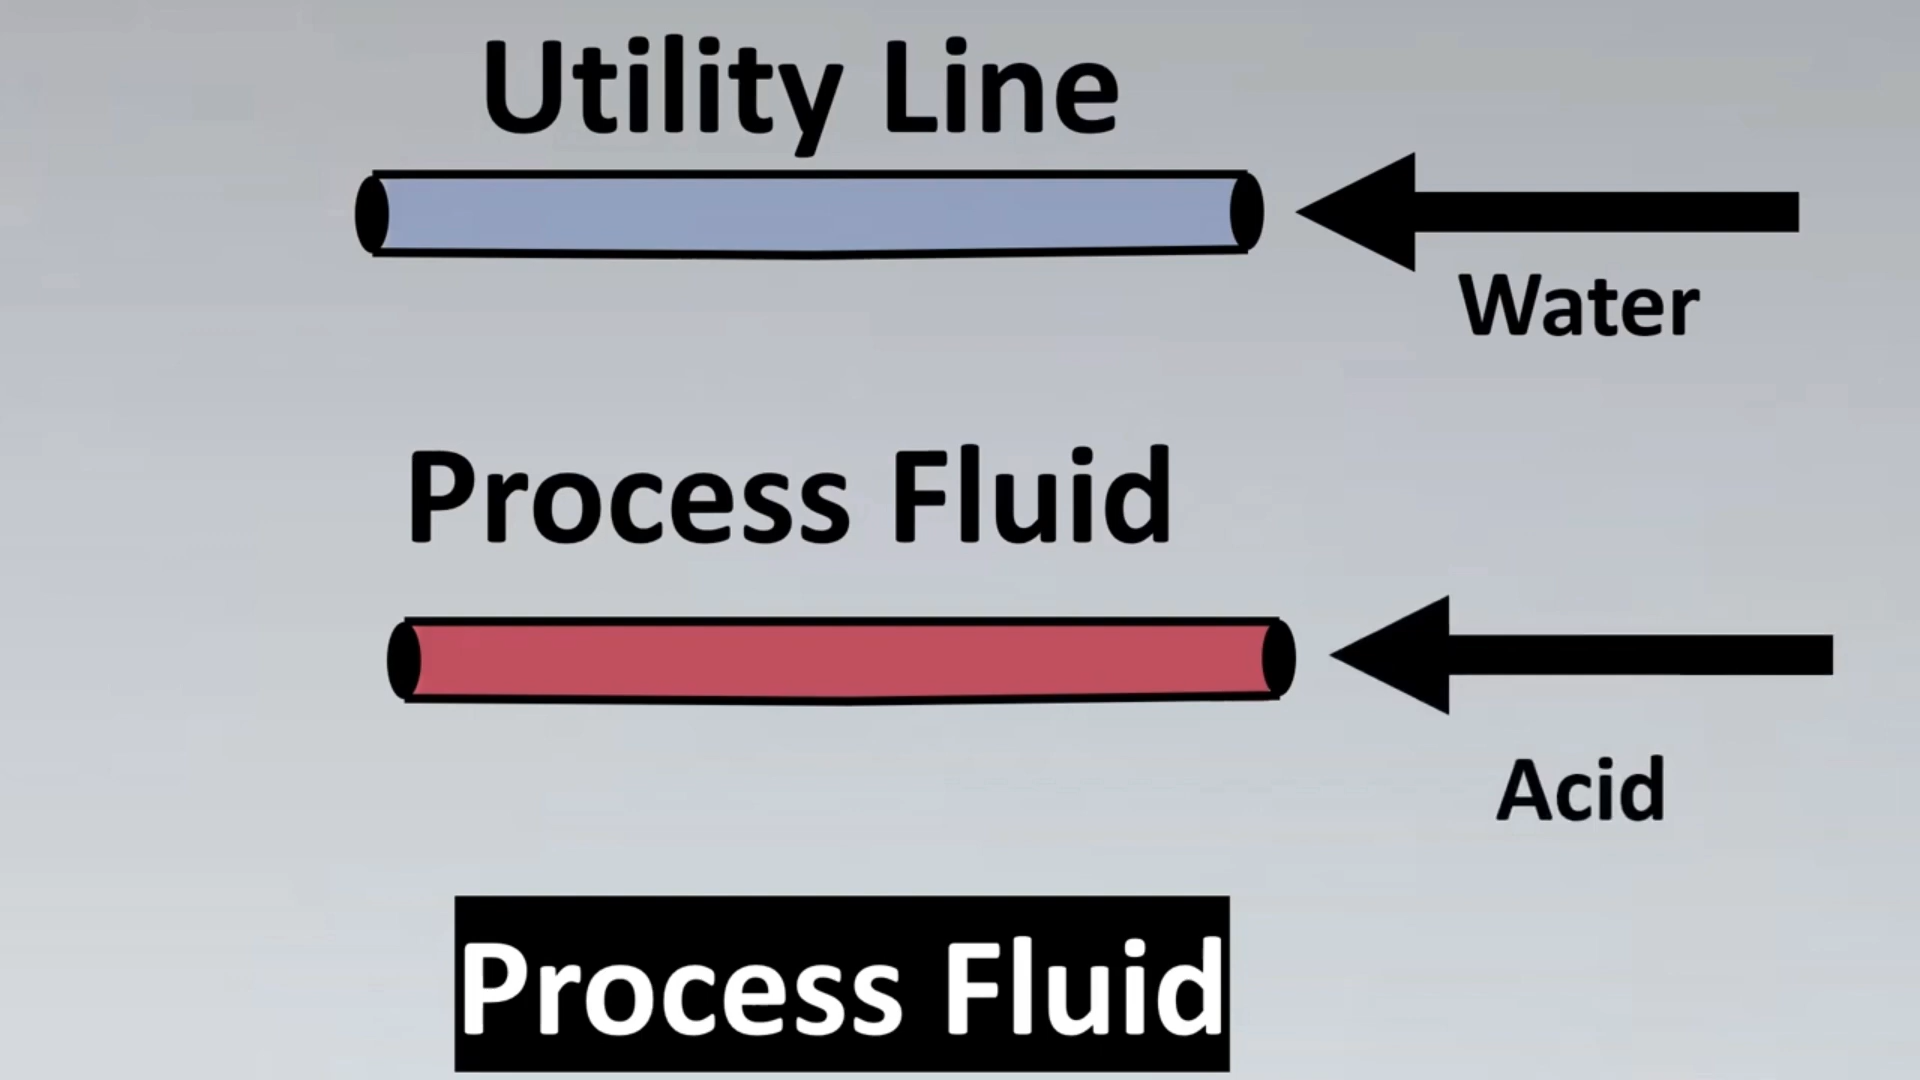 Utility Line
Water
Process Fluid
Acid
Process Fluid